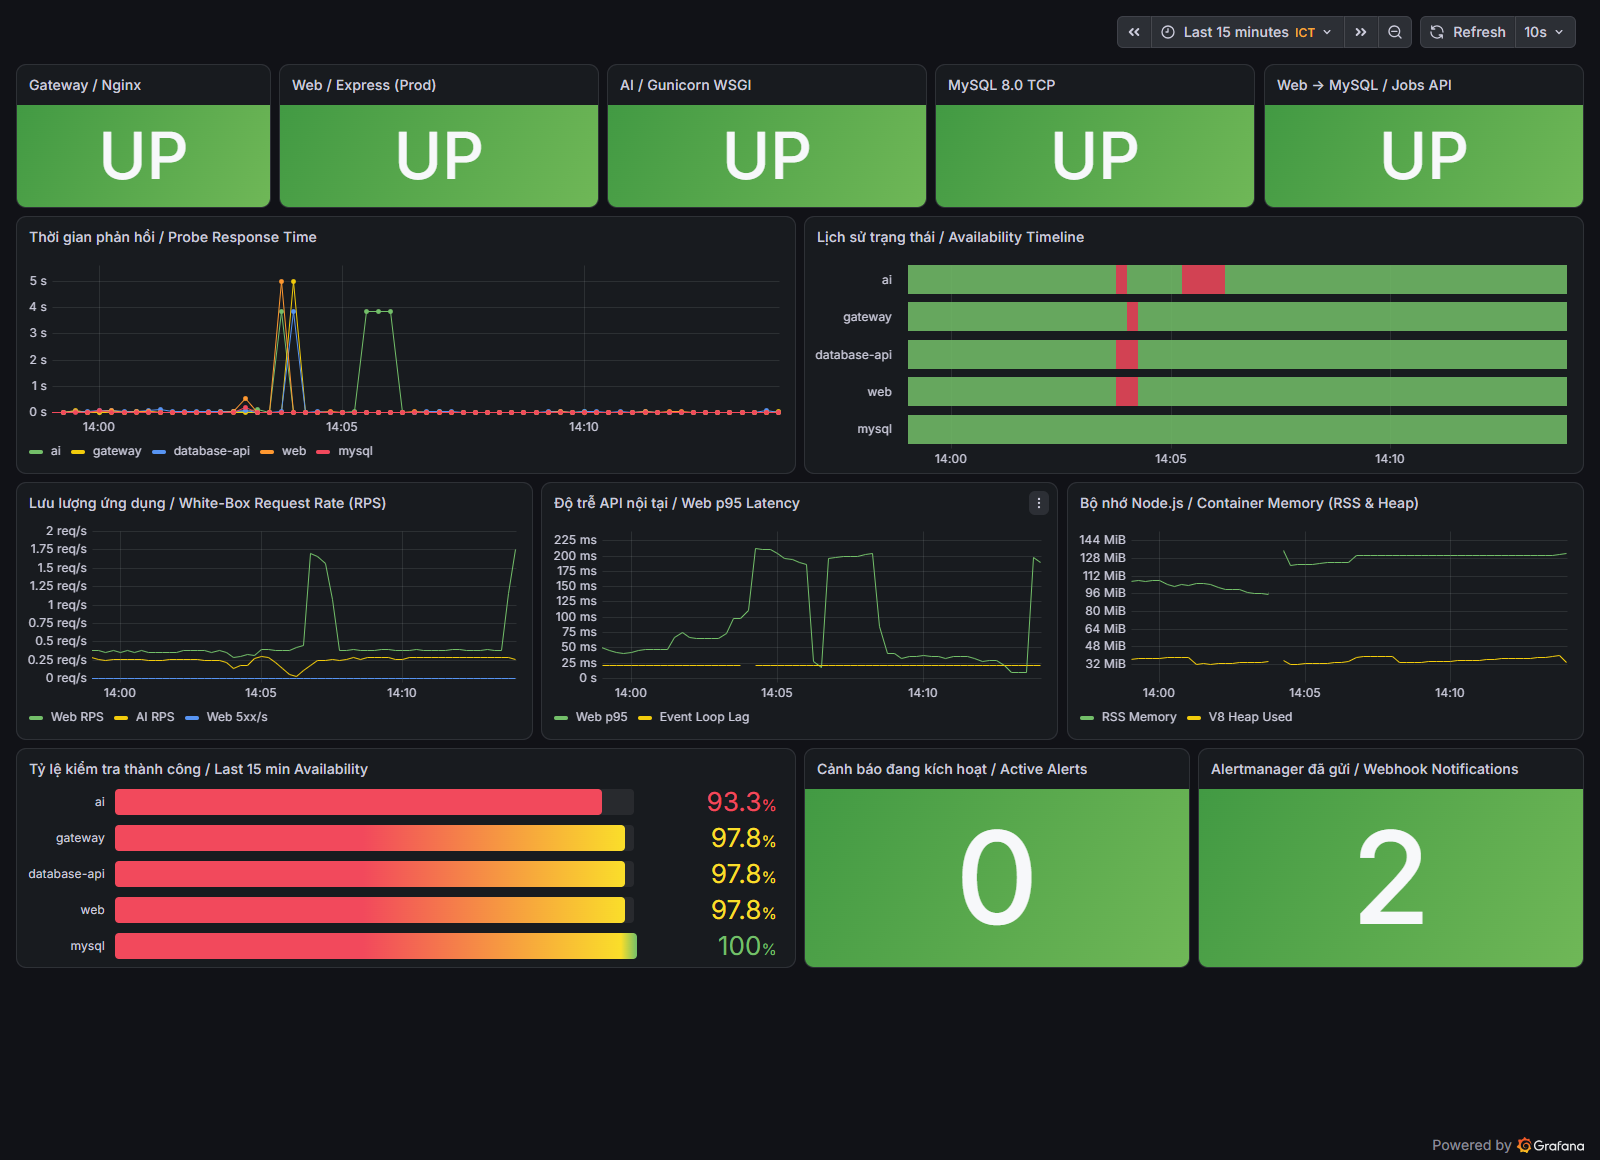 Last 15 minutes ICT
Refresh
10s
Gateway / Nginx
Web / Express (Prod)
AI / Gunicorn WSGI
MySQL 8.0 TCP
Web → MySQL / Jobs API
UP
UP
UP
UP
UP
Thời gian phản hồi / Probe Response Time
5 s
4 s
3 s
2 s
1 s
0 s
14:00
14:05
14:10
ai
gateway
database-api
web
mysql
Lịch sử trạng thái / Availability Timeline
ai
gateway
database-api
web
mysql
14:00
14:05
14:10
Lưu lượng ứng dụng / White-Box Request Rate (RPS)
2 req/s
1.75 req/s
1.5 req/s
1.25 req/s
1 req/s
0.75 req/s
0.5 req/s
0.25 req/s
0 req/s
14:00
14:05
14:10
Web RPS
AI RPS
Web 5xx/s
Độ trễ API nội tại / Web p95 Latency
225 ms
200 ms
175 ms
150 ms
125 ms
100 ms
75 ms
50 ms
25 ms
0 s
14:00
14:05
14:10
Web p95
Event Loop Lag
Bộ nhớ Node.js / Container Memory (RSS & Heap)
144 MiB
128 MiB
112 MiB
96 MiB
80 MiB
64 MiB
48 MiB
32 MiB
14:00
14:05
14:10
RSS Memory
V8 Heap Used
Tỷ lệ kiểm tra thành công / Last 15 min Availability
ai
93.3%
gateway
97.8%
database-api
97.8%
web
97.8%
mysql
100%
Cảnh báo đang kích hoạt / Active Alerts
0
Alertmanager đã gửi / Webhook Notifications
2
Powered by Grafana